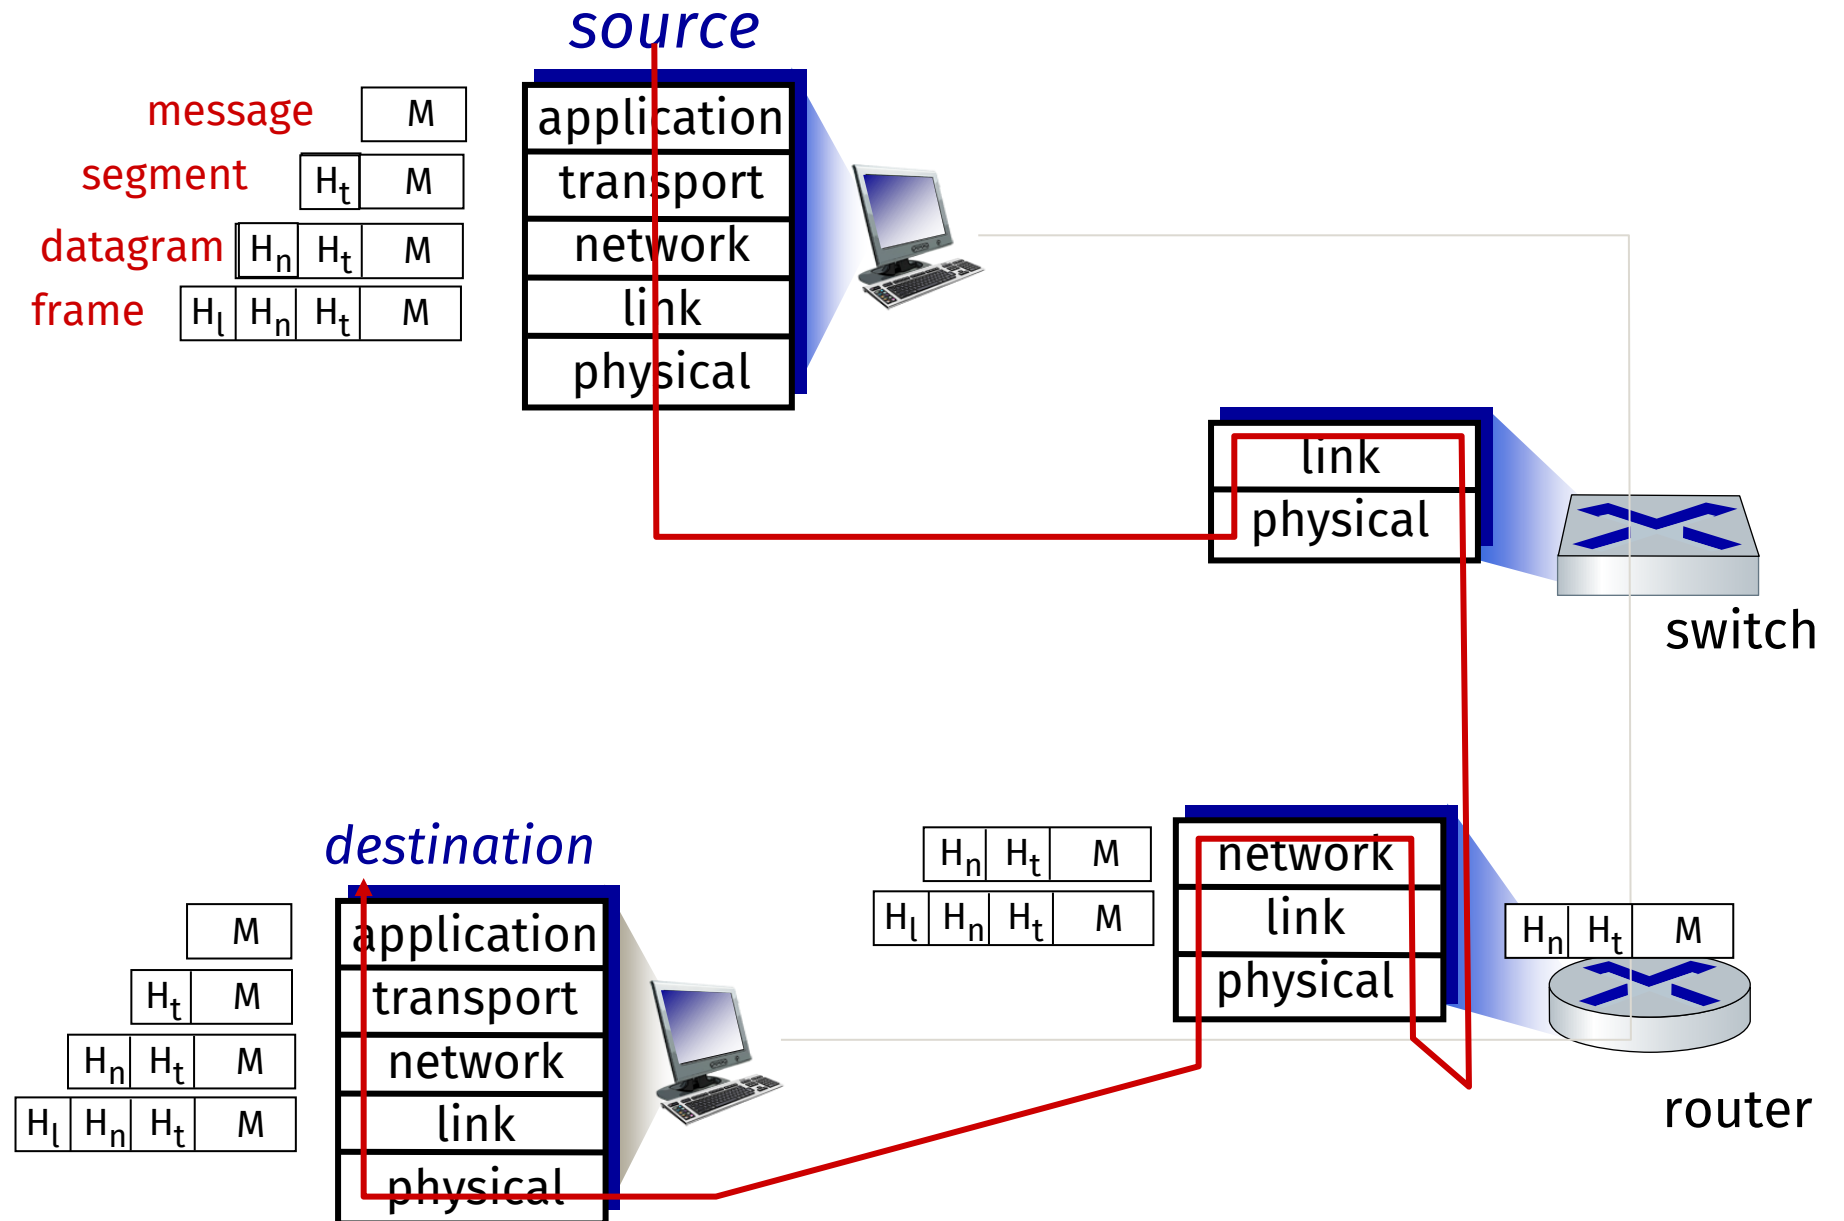 source
message M
segment Ht M
datagram Hn Ht M
frame Hl Hn Ht M
application
transport
network
link
physical
link
physical
switch
destination
M
Ht M
Hn Ht M
Hl Hn Ht M
application
transport
network
link
physical
Hn Ht M
Hl Hn Ht M
network
link
physical
Hn Ht M
router